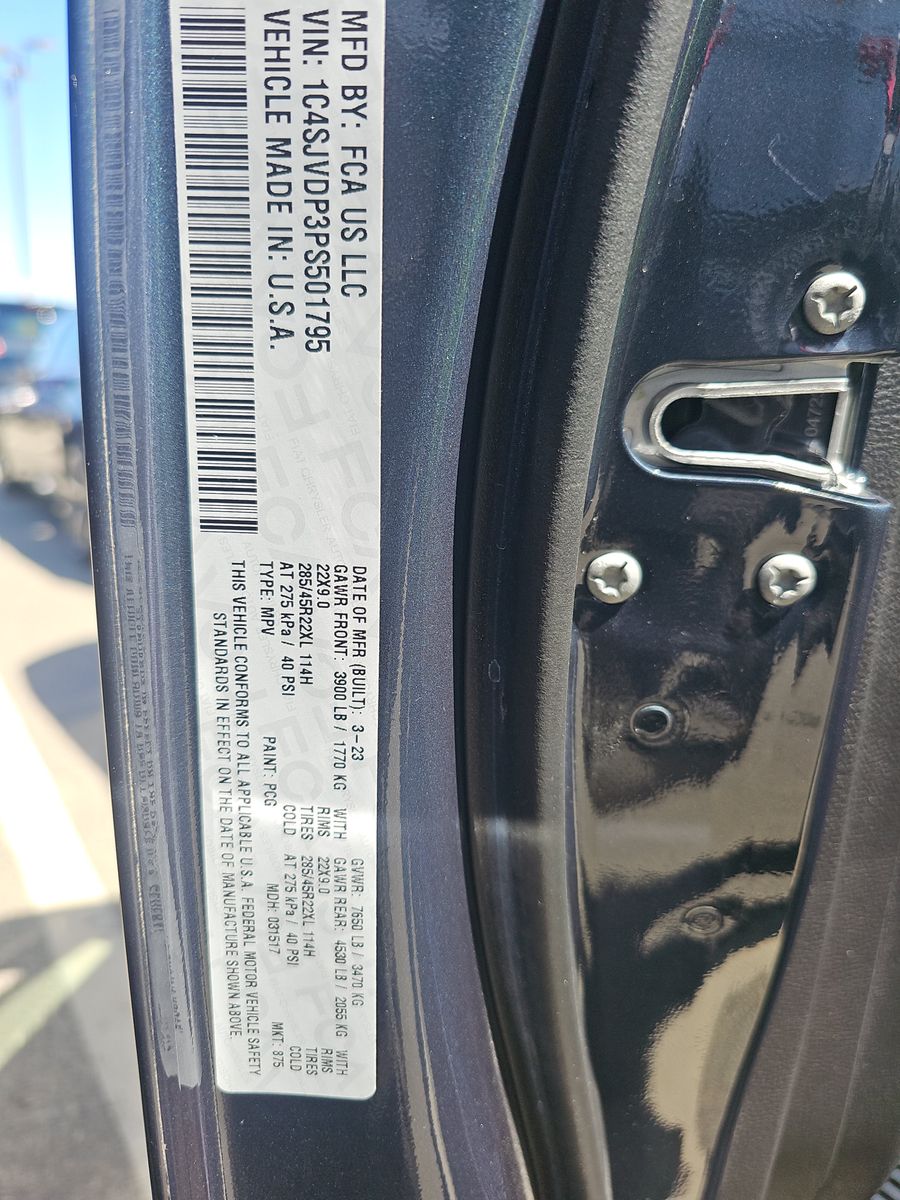 MFD BY: FCA US LLC
VIN: 1C4SJVDP3PS501795
VEHICLE MADE IN: U.S.A.
DATE OF MFR (BUILT): 3-23 GVWR: 7650 LB / 3470 KG
GAWR FRONT: 3900 LB / 1770 KG WITH GAWR REAR: 4530 LB / 2055 KG WITH
22X9.0 RIMS 22X9.0 RIMS
285/45R22XL 114H TIRES 285/45R22XL 114H TIRES
AT 275 kPa / 40 PSI COLD AT 275 kPa / 40 PSI COLD
TYPE: MPV PAINT: PCG MDH: 031517 MKT: 875
THIS VEHICLE CONFORMS TO ALL APPLICABLE U.S.A. FEDERAL MOTOR VEHICLE SAFETY
STANDARDS IN EFFECT ON THE DATE OF MANUFACTURE SHOWN ABOVE.